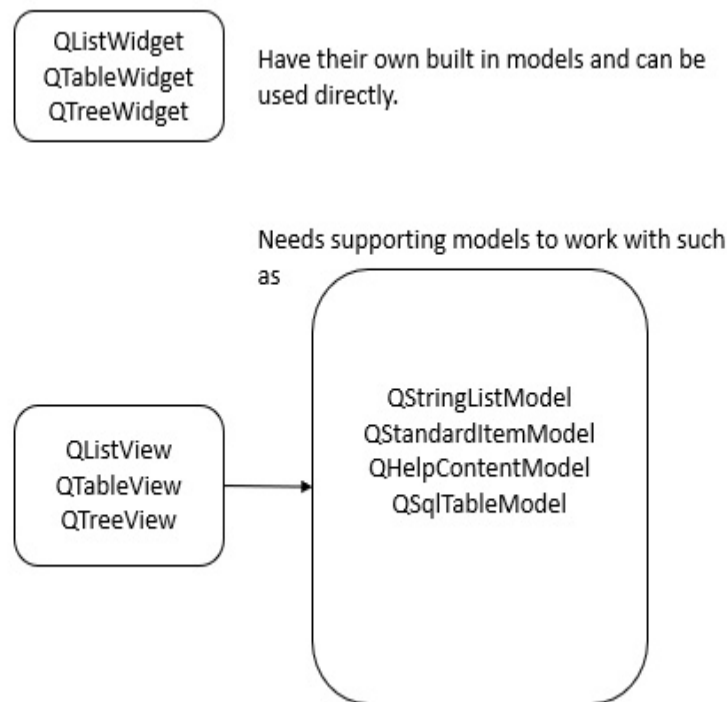 QListWidget
QTableWidget
QTreeWidget
Have their own built in models and can be
used directly.
Needs supporting models to work with such
as
QListView
QTableView
QTreeView
QStringListModel
QStandardItemModel
QHelpContentModel
QSqlTableModel